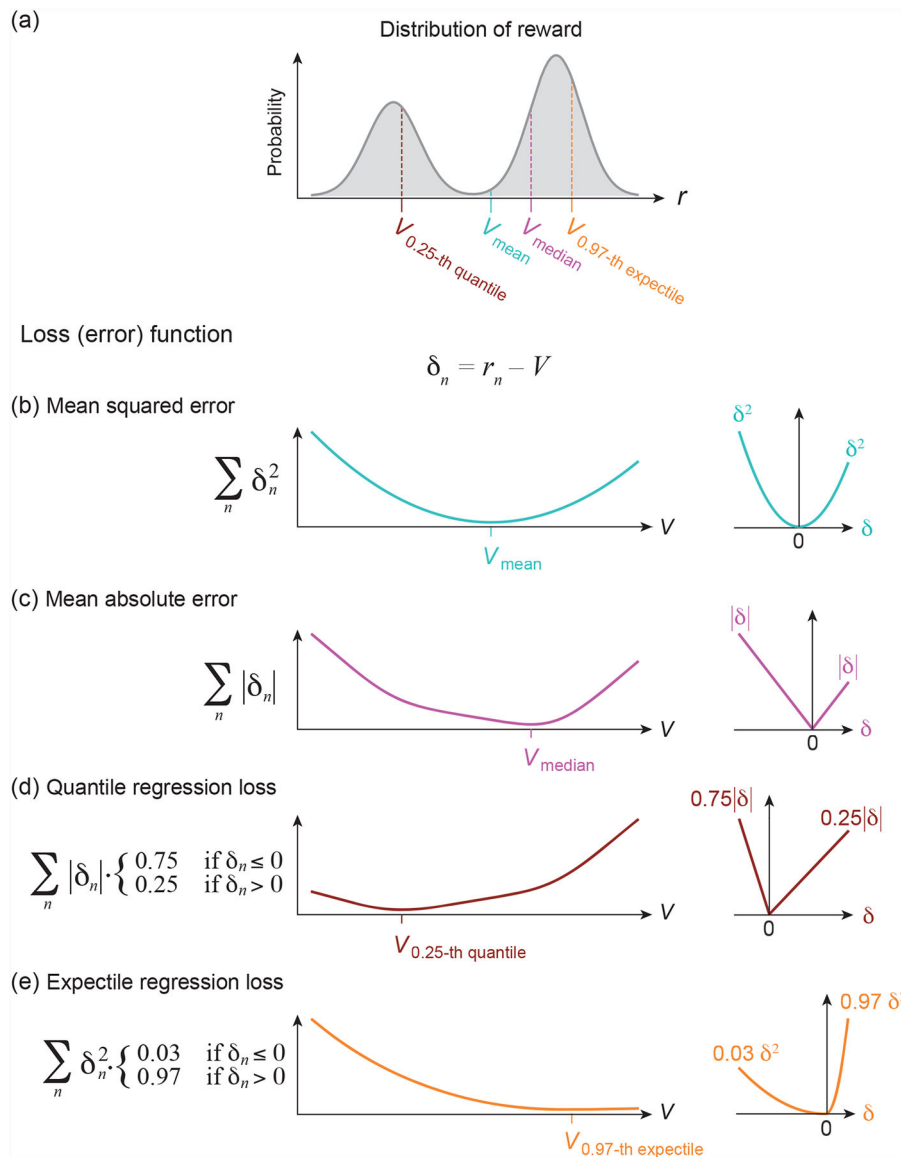 (a)
Distribution of reward
Probability
r
V 0.25-th quantile
V mean
V median
V 0.97-th expectile
Loss (error) function
δn = rn – V
(b) Mean squared error
∑n δn²
V
V mean
δ²
δ²
0
δ
(c) Mean absolute error
∑n |δn|
V
V median
|δ|
|δ|
0
δ
(d) Quantile regression loss
∑n |δn|· { 0.75 if δn ≤ 0
0.25 if δn > 0
V
V 0.25-th quantile
0.75|δ|
0.25|δ|
0
δ
(e) Expectile regression loss
∑n δn²· { 0.03 if δn ≤ 0
0.97 if δn > 0
V
V 0.97-th expectile
0.03 δ²
0.97 δ
0
δ